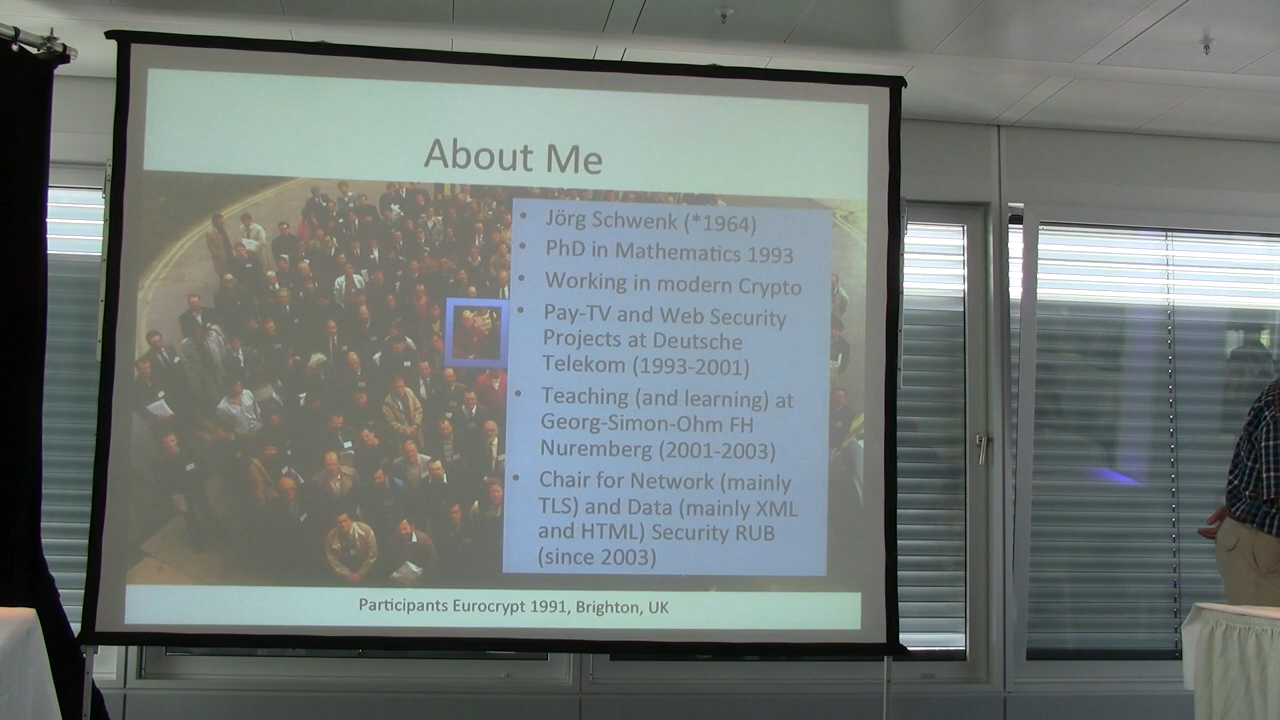 About Me
• Jörg Schwenk (*1964)
• PhD in Mathematics 1993
• Working in modern Crypto
• Pay-TV and Web Security
Projects at Deutsche
Telekom (1993-2001)
• Teaching (and learning) at
Georg-Simon-Ohm FH
Nuremberg (2001-2003)
• Chair for Network (mainly
TLS) and Data (mainly XML
and HTML) Security RUB
(since 2003)
Participants Eurocrypt 1991, Brighton, UK